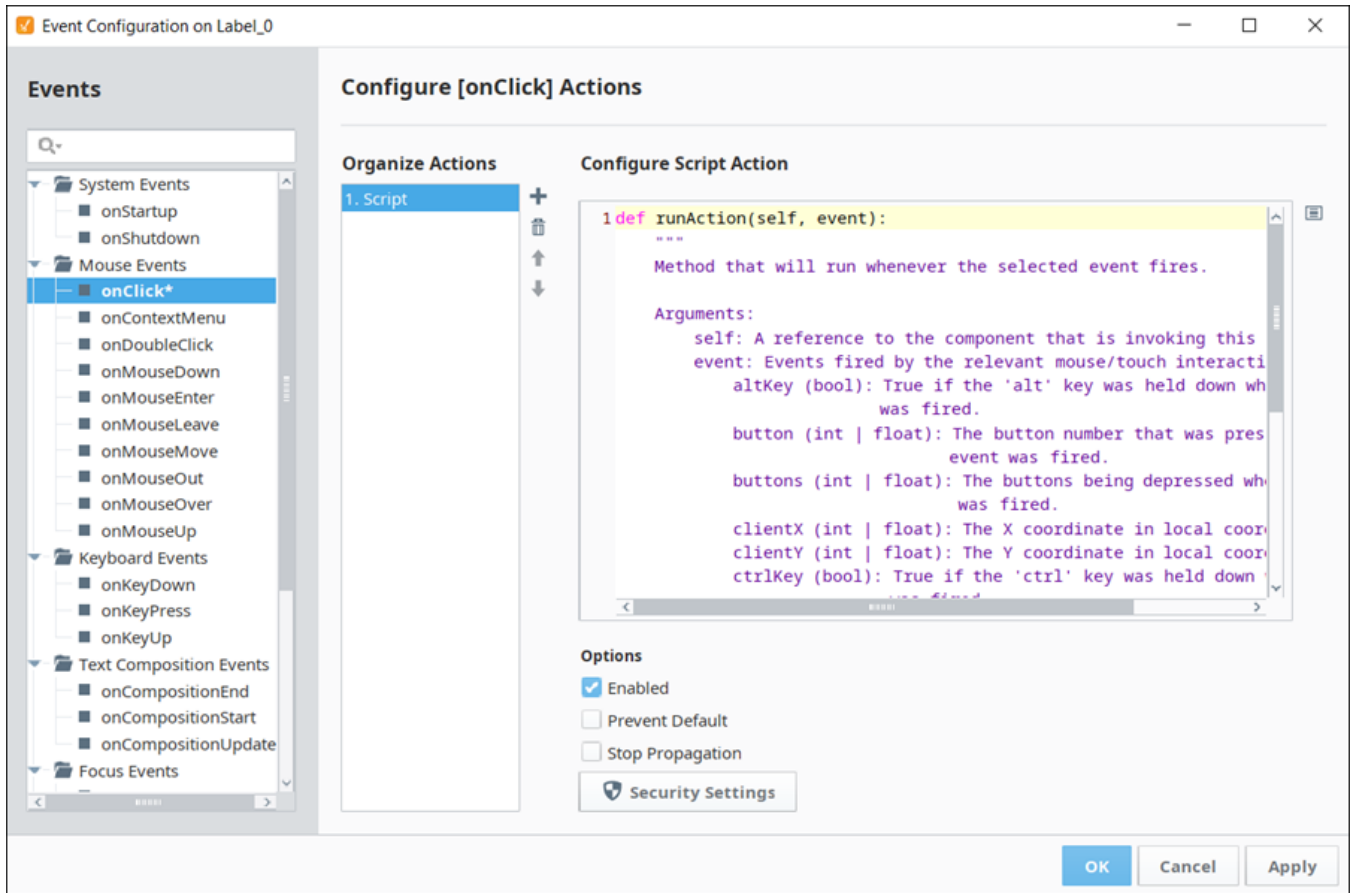 Event Configuration on Label_0
Events
System Events
onStartup
onShutdown
Mouse Events
onClick*
onContextMenu
onDoubleClick
onMouseDown
onMouseEnter
onMouseLeave
onMouseMove
onMouseOut
onMouseOver
onMouseUp
Keyboard Events
onKeyDown
onKeyPress
onKeyUp
Text Composition Events
onCompositionEnd
onCompositionStart
onCompositionUpdate
Focus Events
Configure [onClick] Actions
Organize Actions
1. Script
Configure Script Action
1 def runAction(self, event):
"""
Method that will run whenever the selected event fires.
Arguments:
self: A reference to the component that is invoking this
event: Events fired by the relevant mouse/touch interacti
altKey (bool): True if the 'alt' key was held down wh
was fired.
button (int | float): The button number that was pres
event was fired.
buttons (int | float): The buttons being depressed wh
was fired.
clientX (int | float): The X coordinate in local coor
clientY (int | float): The Y coordinate in local coor
ctrlKey (bool): True if the 'ctrl' key was held down
Options
Enabled
Prevent Default
Stop Propagation
Security Settings
OK
Cancel
Apply